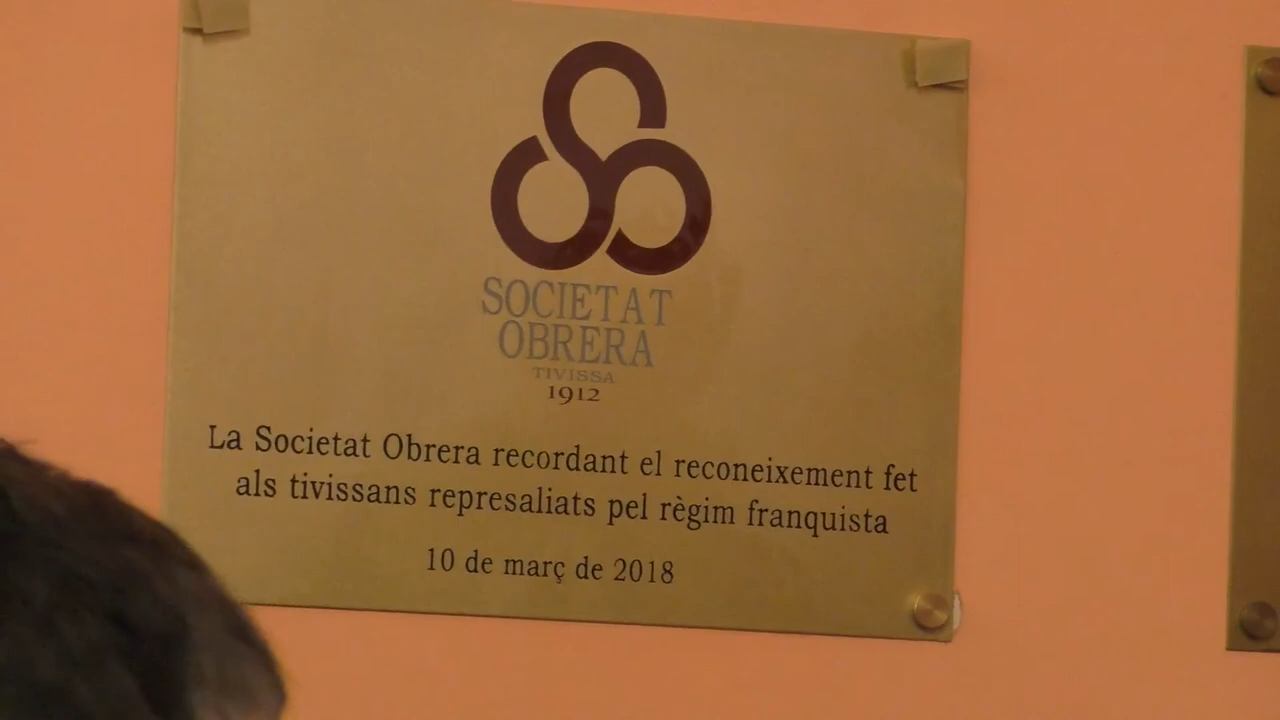 SOCIETAT
OBRERA
TIVISSA
1912
La Societat Obrera recordant el reconeixement fet
als tivissans represaliats pel règim franquista
10 de març de 2018